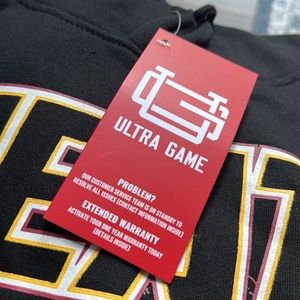 ULTRA GAME
PROBLEM?
OUR CUSTOMER SERVICE TEAM IS ON STANDBY TO
RESOLVE ALL ISSUES (CONTACT INFORMATION INSIDE)
EXTENDED WARRANTY
ACTIVATE YOUR ONE YEAR WARRANTY TODAY
(DETAILS INSIDE)
EAT